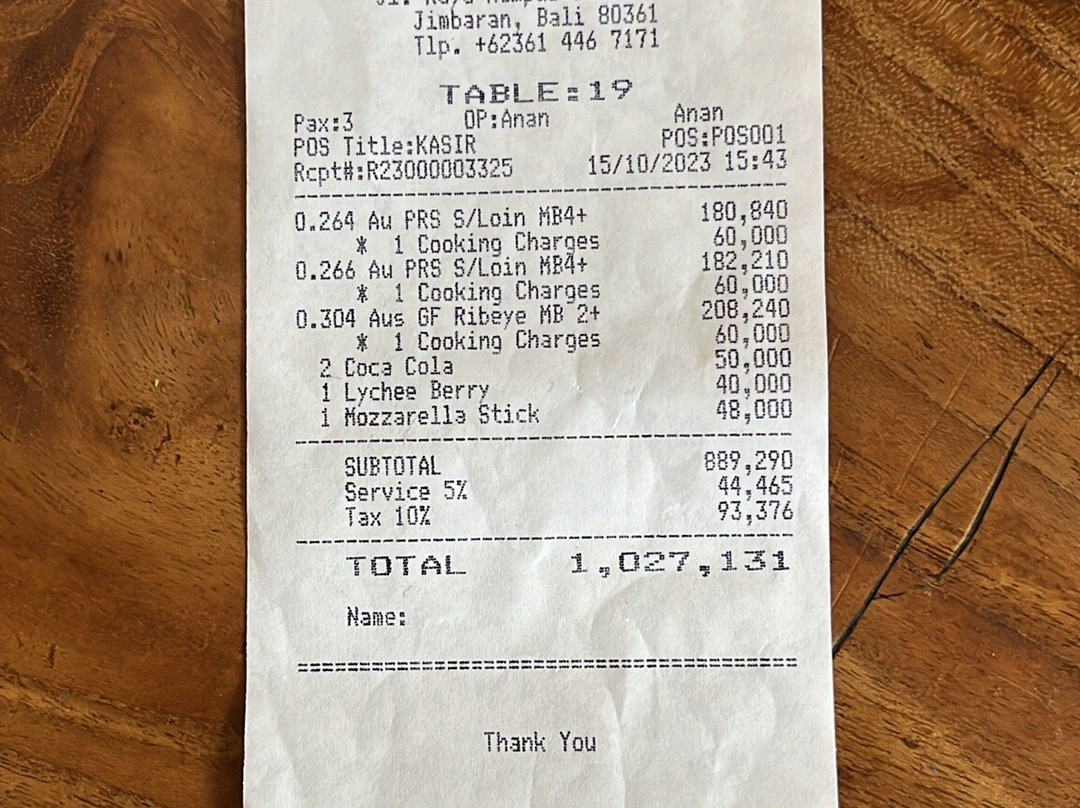 Jimbaran, Bali 80361
Tlp. +62361 446 7171
TABLE:19
Pax:3 OP:Anan Anan
POS Title:KASIR POS:POS001
Rcpt#:R23000003325 15/10/2023 15:43
0.264 Au PRS S/Loin MB4+ 180,840
* 1 Cooking Charges 60,000
0.266 Au PRS S/Loin MB4+ 182,210
* 1 Cooking Charges 60,000
0.304 Aus GF Ribeye MB 2+ 208,240
* 1 Cooking Charges 60,000
2 Coca Cola 50,000
1 Lychee Berry 40,000
1 Mozzarella Stick 48,000
SUBTOTAL 889,290
Service 5% 44,465
Tax 10% 93,376
TOTAL 1,027,131
Name:
Thank You